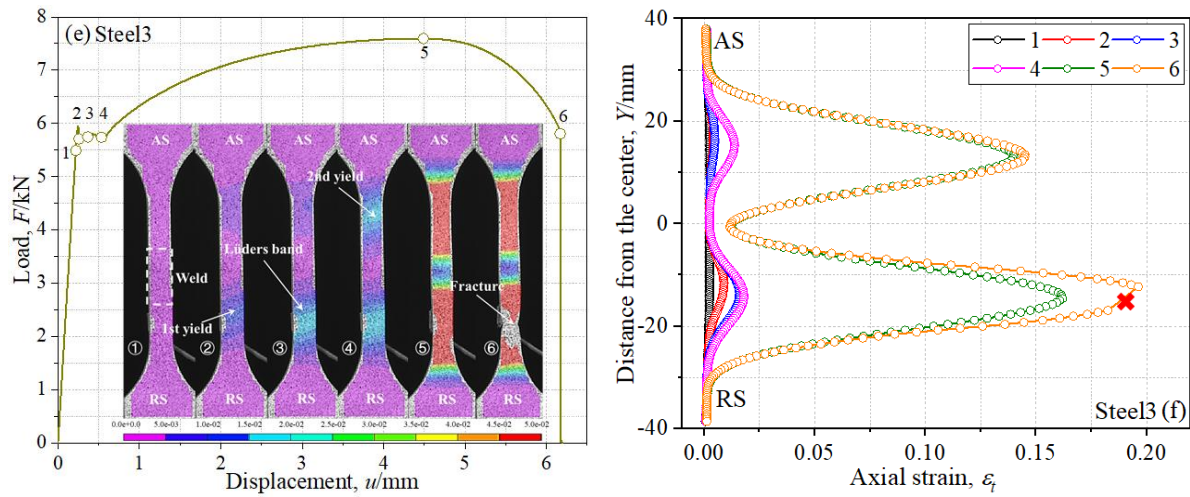 (e) Steel3
8
7
6
5
4
3
2
1
0
Load, F/kN
1
2 3 4
5
6
AS AS AS AS AS AS
2nd yield
Lüders band
Weld
Fracture
1st yield
① ② ③ ④ ⑤ ⑥
RS RS RS RS RS RS
0.0e+0.0 5.0e-03 1.0e-02 1.5e-02 2.0e-02 2.5e-02 3.0e-02 3.5e-02 4.0e-02 4.5e-02 5.0e-02
0 1 2 3 4 5 6
Displacement, u/mm
40
20
0
-20
-40
Distance from the center, Y/mm
AS
1 2 3
4 5 6
RS
Steel3 (f)
0.00 0.05 0.10 0.15 0.20
Axial strain, εt